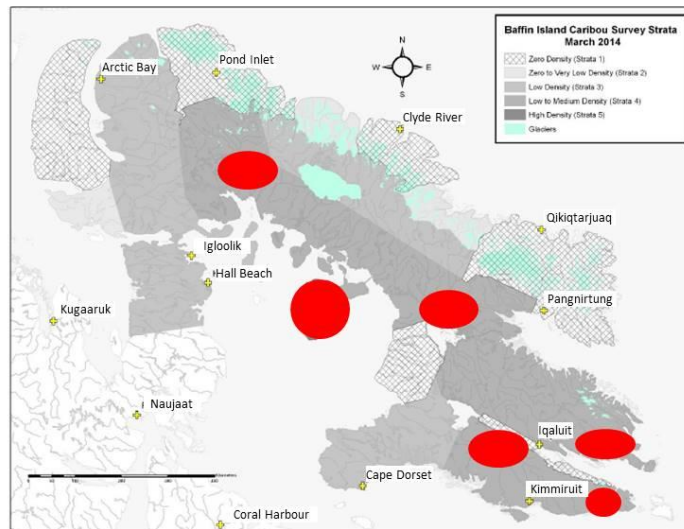 Baffin Island Caribou Survey Strata
March 2014
Zero Density (Strata 1)
Zero to Very Low Density (Strata 2)
Low Density (Strata 3)
Low to Medium Density (Strata 4)
High Density (Strata 5)
Glaciers
N
W E
S
Arctic Bay
Pond Inlet
Clyde River
Qikiqtarjuaq
Igloolik
Hall Beach
Kugaaruk
Pangnirtung
Naujaat
Iqaluit
Cape Dorset
Kimmiruit
Coral Harbour